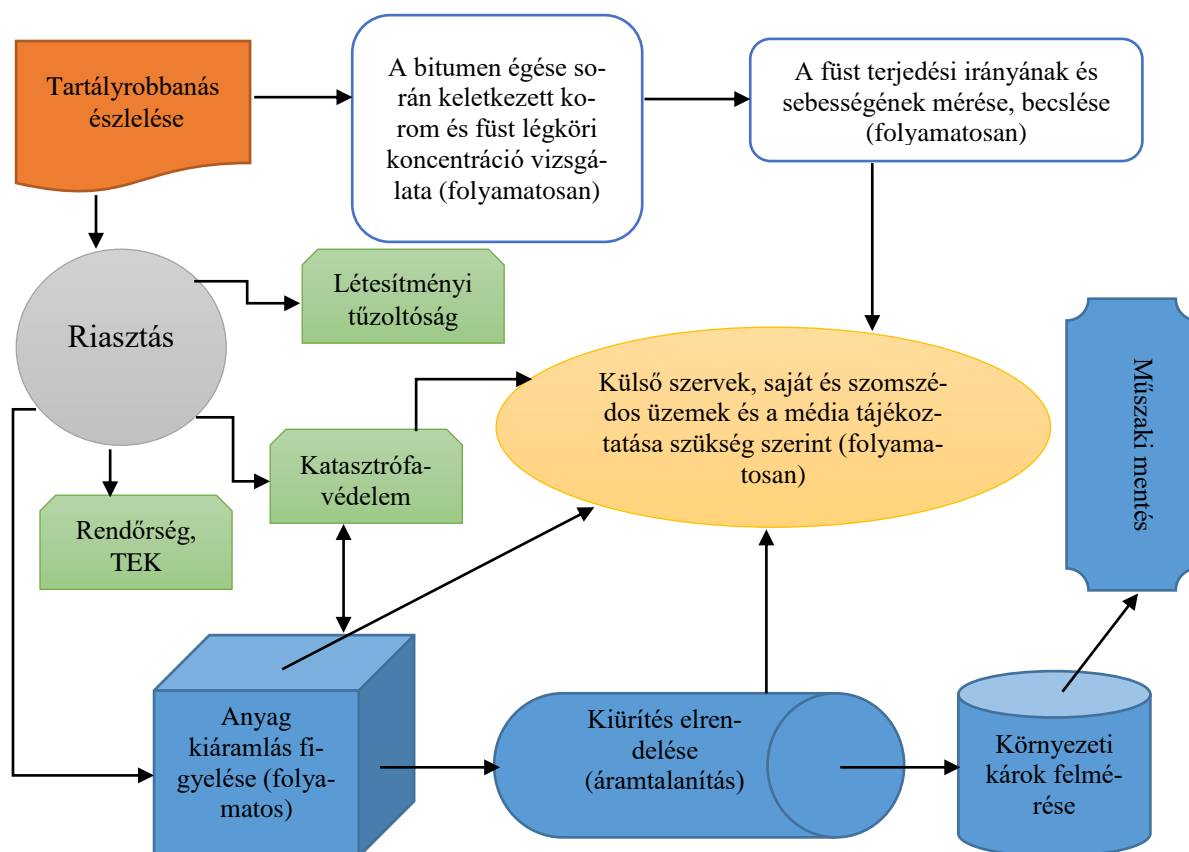 Tartályrobbanás
észlelése
A bitumen égése so-
rán keletkezett ko-
rom és füst légköri
koncentráció vizsgá-
lata (folyamatosan)
A füst terjedési irányának és
sebességének mérése, becslése
(folyamatosan)
Riasztás
Létesítményi
tűzoltóság
Külső szervek, saját és szomszé-
dos üzemek és a média tájékoz-
tatása szükség szerint (folyama-
tosan)
Műszaki mentés
Katasztrófa-
védelem
Rendőrség,
TEK
Anyag
kiáramlás fi-
gyelése (folya-
matos)
Kiürítés elren-
delése
(áramtalanítás)
Környezeti
károk felmé-
rése